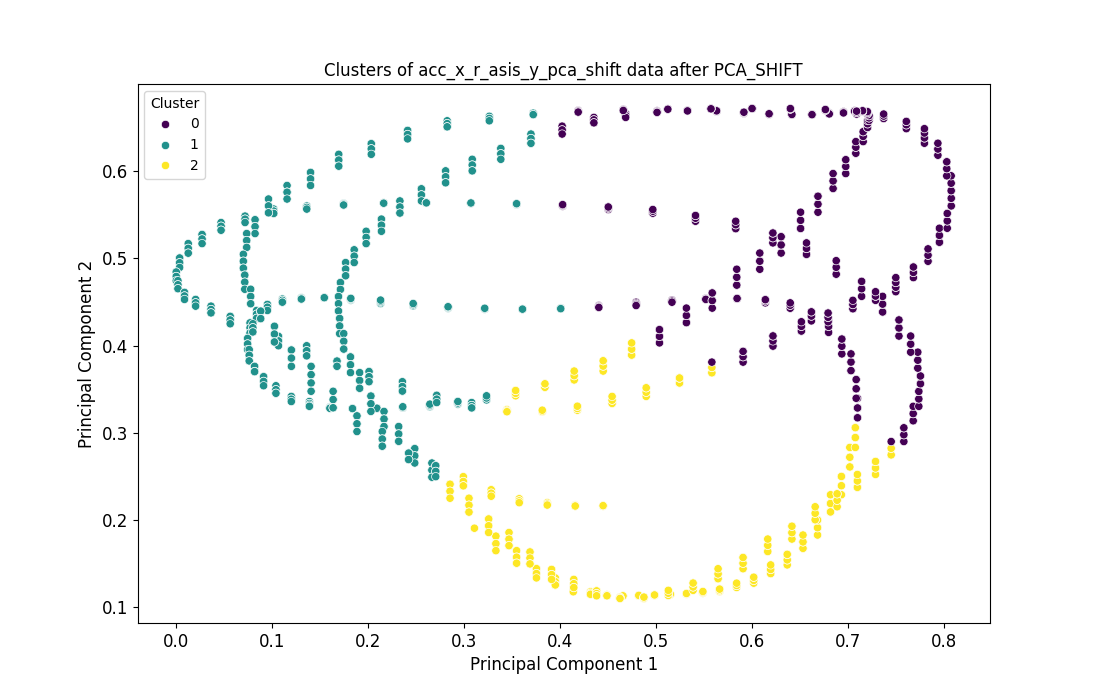 Clusters of acc_x_r_asis_y_pca_shift data after PCA_SHIFT
Cluster
0
1
2
Principal Component 2
0.6
0.5
0.4
0.3
0.2
0.1
0.0 0.1 0.2 0.3 0.4 0.5 0.6 0.7 0.8
Principal Component 1